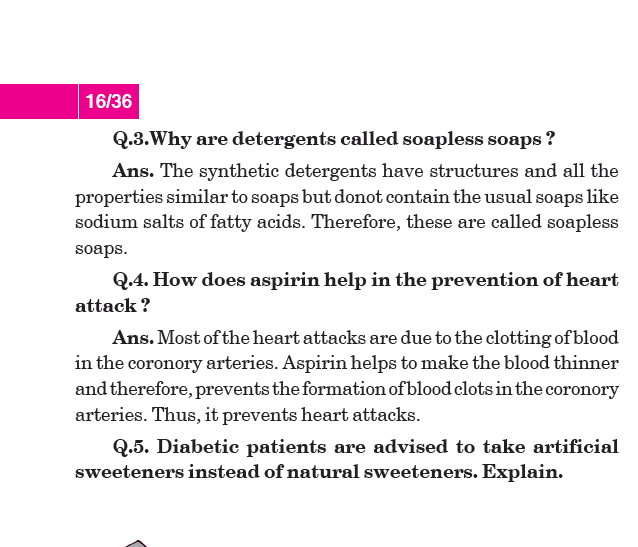 16/36
Q.3.Why are detergents called soapless soaps ?
Ans. The synthetic detergents have structures and all the
properties similar to soaps but donot contain the usual soaps like
sodium salts of fatty acids. Therefore, these are called soapless
soaps.
Q.4. How does aspirin help in the prevention of heart
attack ?
Ans. Most of the heart attacks are due to the clotting of blood
in the coronory arteries. Aspirin helps to make the blood thinner
and therefore, prevents the formation of blood clots in the coronory
arteries. Thus, it prevents heart attacks.
Q.5. Diabetic patients are advised to take artificial
sweeteners instead of natural sweeteners. Explain.